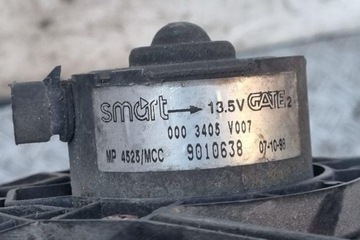 smart → 13.5V GATE 2
000 3405 V007
MP 4525/MCC 9010638 07-10-98